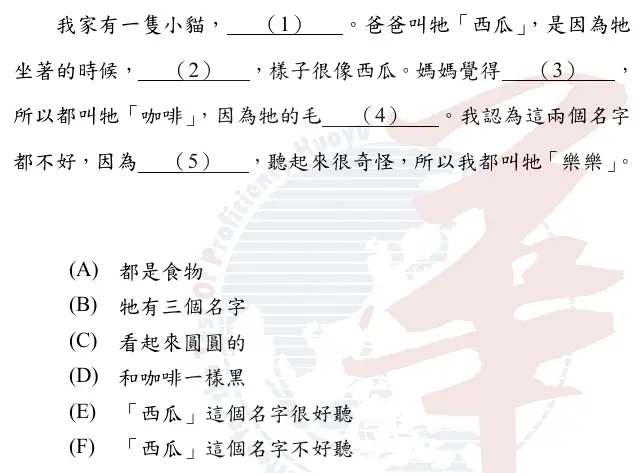 我家有一隻小貓，（1）。爸爸叫牠「西瓜」，是因為牠
坐著的時候，（2），樣子很像西瓜。媽媽覺得（3），
所以都叫牠「咖啡」，因為牠的毛（4）。我認為這兩個名字
都不好，因為（5），聽起來很奇怪，所以我都叫牠「樂樂」。
(A) 都是食物
(B) 牠有三個名字
(C) 看起來圓圓的
(D) 和咖啡一樣黑
(E) 「西瓜」這個名字很好聽
(F) 「西瓜」這個名字不好聽